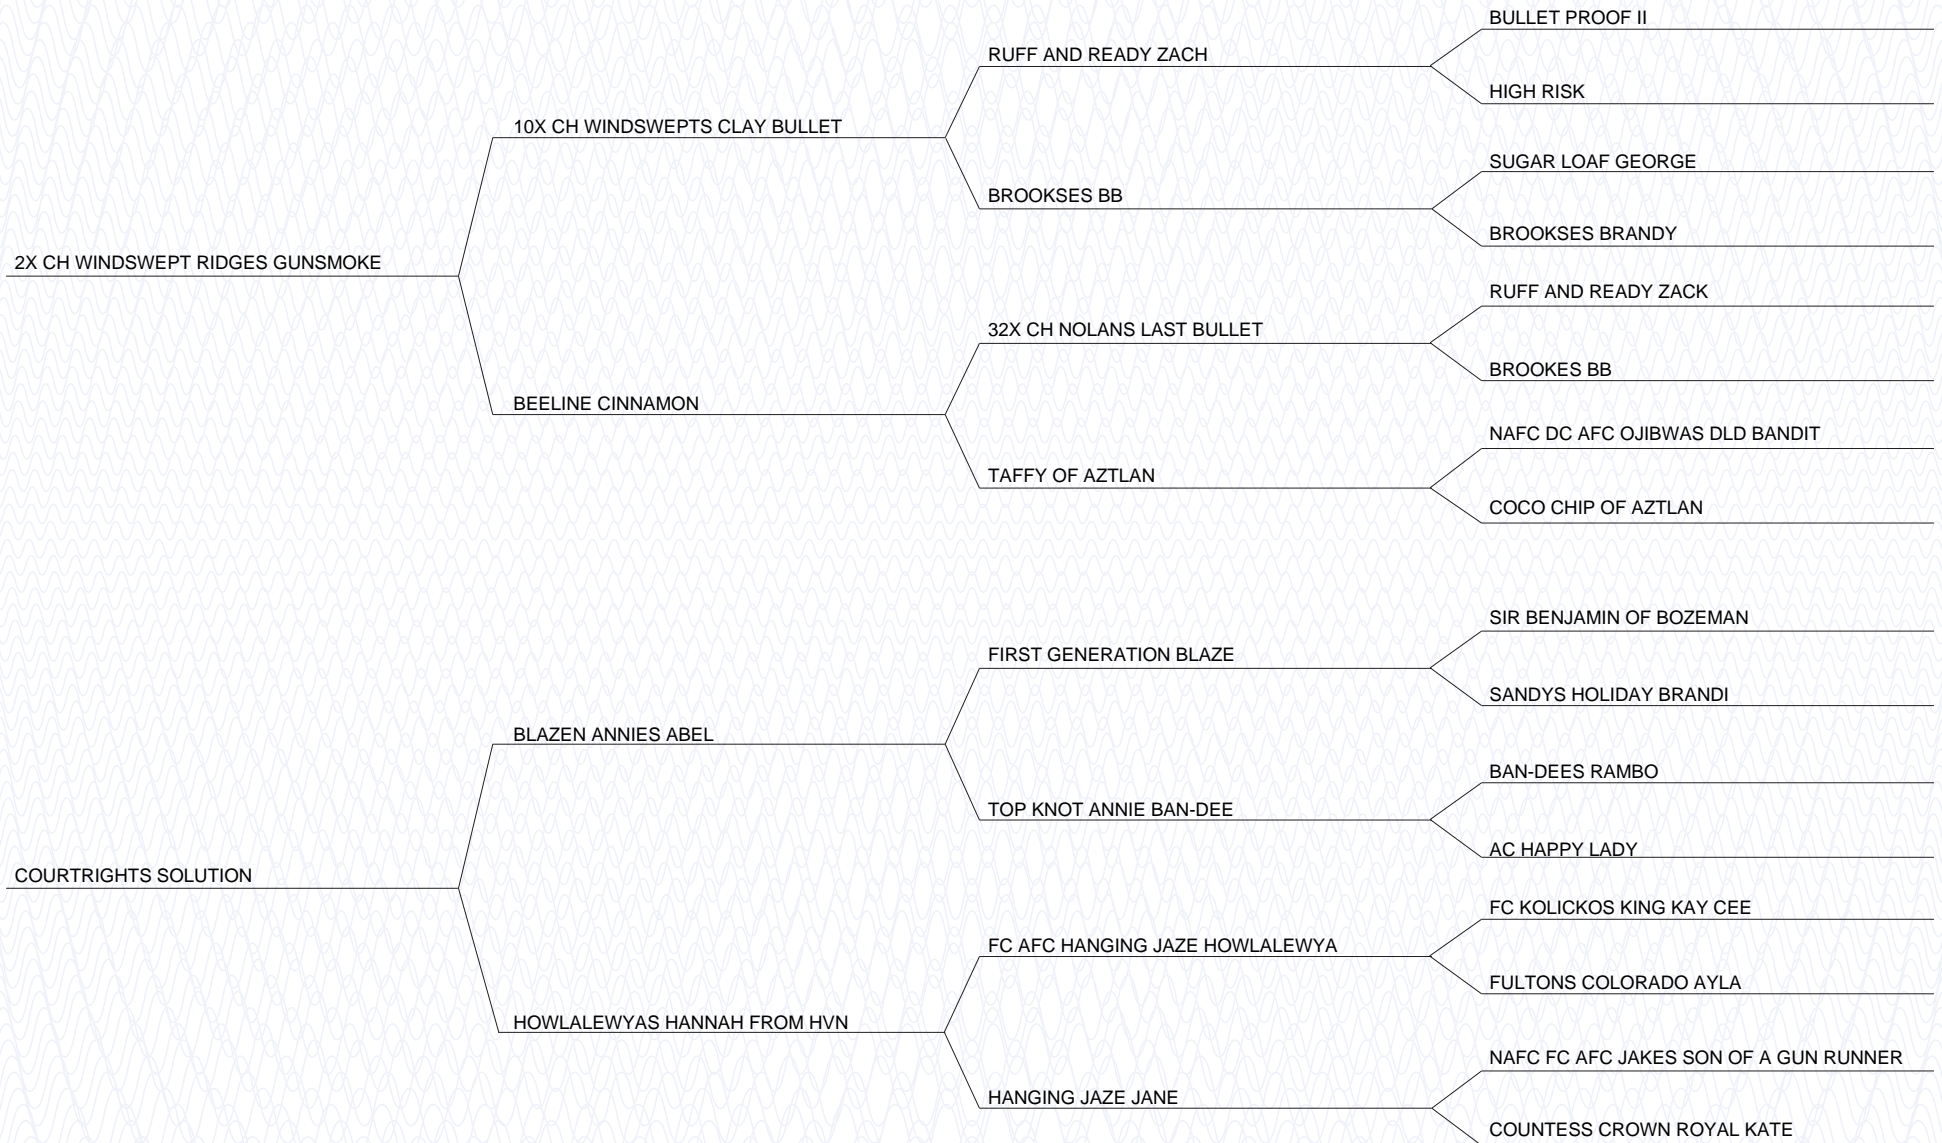 BULLET PROOF II
RUFF AND READY ZACH
HIGH RISK
10X CH WINDSWEPTS CLAY BULLET
SUGAR LOAF GEORGE
BROOKSES BB
BROOKSES BRANDY
2X CH WINDSWEPT RIDGES GUNSMOKE
RUFF AND READY ZACK
32X CH NOLANS LAST BULLET
BROOKES BB
BEELINE CINNAMON
NAFC DC AFC OJIBWAS DLD BANDIT
TAFFY OF AZTLAN
COCO CHIP OF AZTLAN
SIR BENJAMIN OF BOZEMAN
FIRST GENERATION BLAZE
SANDYS HOLIDAY BRANDI
BLAZEN ANNIES ABEL
BAN-DEES RAMBO
TOP KNOT ANNIE BAN-DEE
AC HAPPY LADY
COURTRIGHTS SOLUTION
FC KOLICKOS KING KAY CEE
FC AFC HANGING JAZE HOWLALEWYA
FULTONS COLORADO AYLA
HOWLALEWYAS HANNAH FROM HVN
NAFC FC AFC JAKES SON OF A GUN RUNNER
HANGING JAZE JANE
COUNTESS CROWN ROYAL KATE